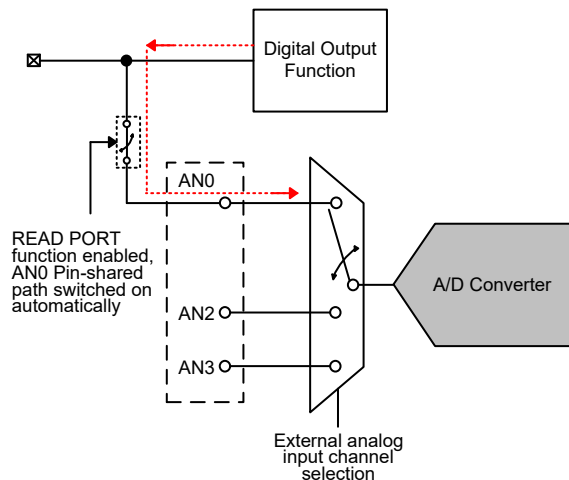 Digital Output
Function
AN0
READ PORT
function enabled,
AN0 Pin-shared
path switched on
automatically
A/D Converter
AN2
AN3
External analog
input channel
selection